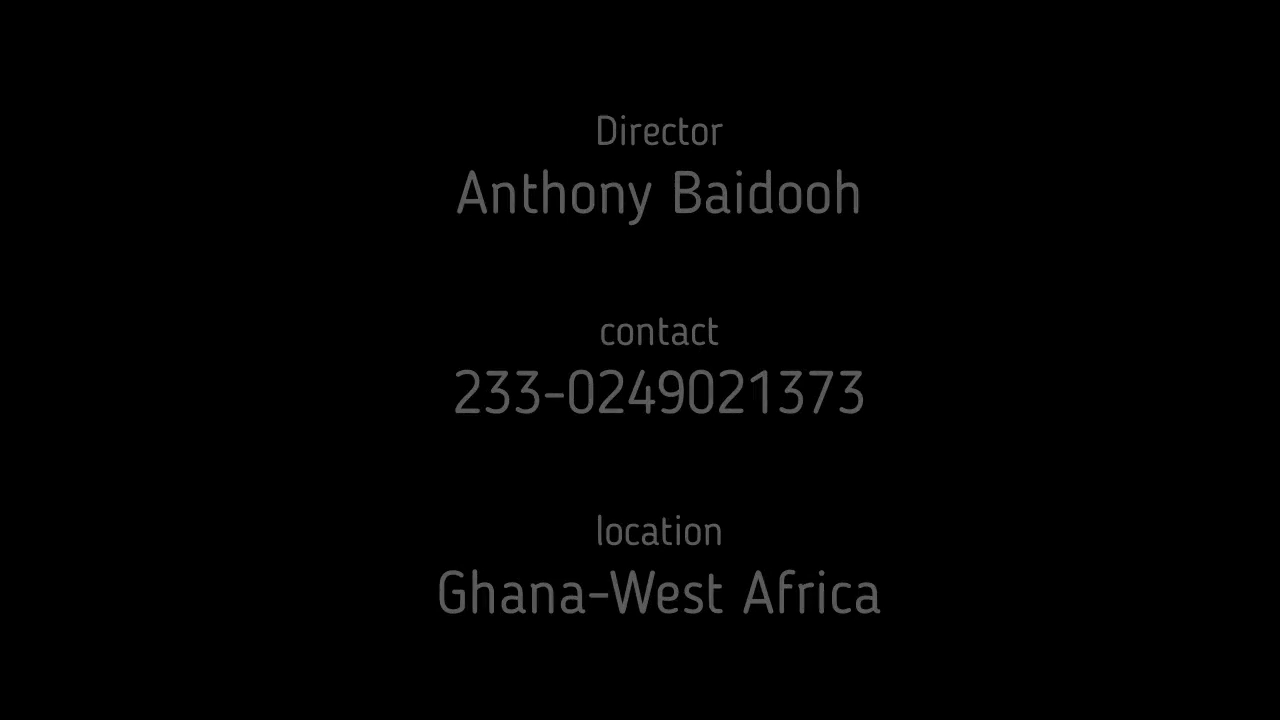 Director
Anthony Baidooh
contact
233-0249021373
location
Ghana-West Africa